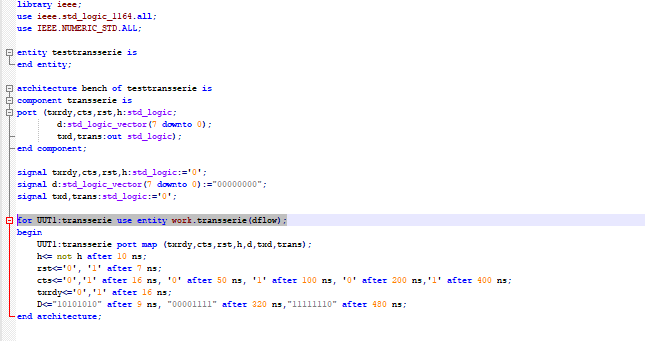 library ieee;
use ieee.std_logic_1164.all;
use IEEE.NUMERIC_STD.ALL;
entity testtransserie is
end entity;
architecture bench of testtransserie is
component transserie is
port (txrdy,cts,rst,h:std_logic;
d:std_logic_vector(7 downto 0);
txd,trans:out std_logic);
end component;
signal txrdy,cts,rst,h:std_logic:='0';
signal d:std_logic_vector(7 downto 0):="00000000";
signal txd,trans:std_logic:='0';
for UUT1:transserie use entity work.transserie(dflow);
begin
UUT1:transserie port map (txrdy,cts,rst,h,d,txd,trans);
h<= not h after 10 ns;
rst<='0', '1' after 7 ns;
cts<='0','1' after 16 ns, '0' after 50 ns, '1' after 100 ns, '0' after 200 ns,'1' after 400 ns;
txrdy<='0','1' after 16 ns;
D<="10101010" after 5 ns, "00001111" after 320 ns,"11111110" after 480 ns;
end architecture;